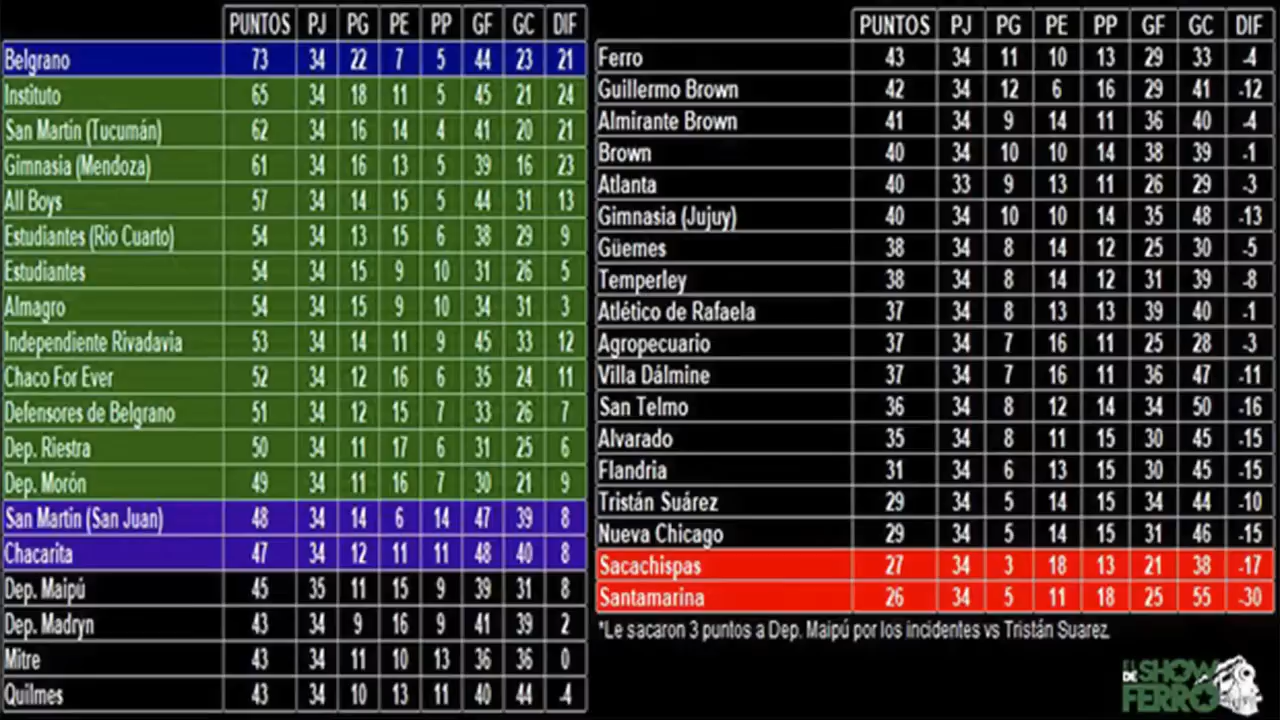 PUNTOS PJ PG PE PP GF GC DIF
Belgrano 73 34 22 7 5 44 23 21
Instituto 65 34 18 11 5 45 21 24
San Martín (Tucumán) 62 34 16 14 4 41 20 21
Gimnasia (Mendoza) 61 34 16 13 5 39 16 23
All Boys 57 34 14 15 5 44 31 13
Estudiantes (Río Cuarto) 54 34 13 15 6 38 29 9
Estudiantes 54 34 15 9 10 31 26 5
Almagro 54 34 15 9 10 34 31 3
Independiente Rivadavia 53 34 14 11 9 45 33 12
Chaco For Ever 52 34 12 16 6 35 24 11
Defensores de Belgrano 51 34 12 15 7 33 26 7
Dep. Riestra 50 34 11 17 6 31 25 6
Dep. Morón 49 34 11 16 7 30 21 9
San Martín (San Juan) 48 34 14 6 14 47 39 8
Chacarita 47 34 12 11 11 48 40 8
Dep. Maipú 45 35 11 15 9 39 31 8
Dep. Madryn 43 34 9 16 9 41 39 2
Mitre 43 34 11 10 13 36 36 0
Quilmes 43 34 10 13 11 40 44 -4
PUNTOS PJ PG PE PP GF GC DIF
Ferro 43 34 11 10 13 29 33 -4
Guillermo Brown 42 34 12 6 16 29 41 -12
Almirante Brown 41 34 9 14 11 36 40 -4
Brown 40 34 10 10 14 38 39 -1
Atlanta 40 33 9 13 11 26 29 -3
Gimnasia (Jujuy) 40 34 10 10 14 35 48 -13
Güemes 38 34 8 14 12 25 30 -5
Temperley 38 34 8 14 12 31 39 -8
Atlético de Rafaela 37 34 8 13 13 39 40 -1
Agropecuario 37 34 7 16 11 25 28 -3
Villa Dálmine 37 34 7 16 11 36 47 -11
San Telmo 36 34 8 12 14 34 50 -16
Alvarado 35 34 8 11 15 30 45 -15
Flandria 31 34 6 13 15 30 45 -15
Tristán Suárez 29 34 5 14 15 34 44 -10
Nueva Chicago 29 34 5 14 15 31 46 -15
Sacachispas 27 34 3 18 13 21 38 -17
Santamarina 26 34 5 11 18 25 55 -30
*Le sacaron 3 puntos a Dep. Maipú por los incidentes vs Tristán Suarez.
EL SHOW
DE FERRO